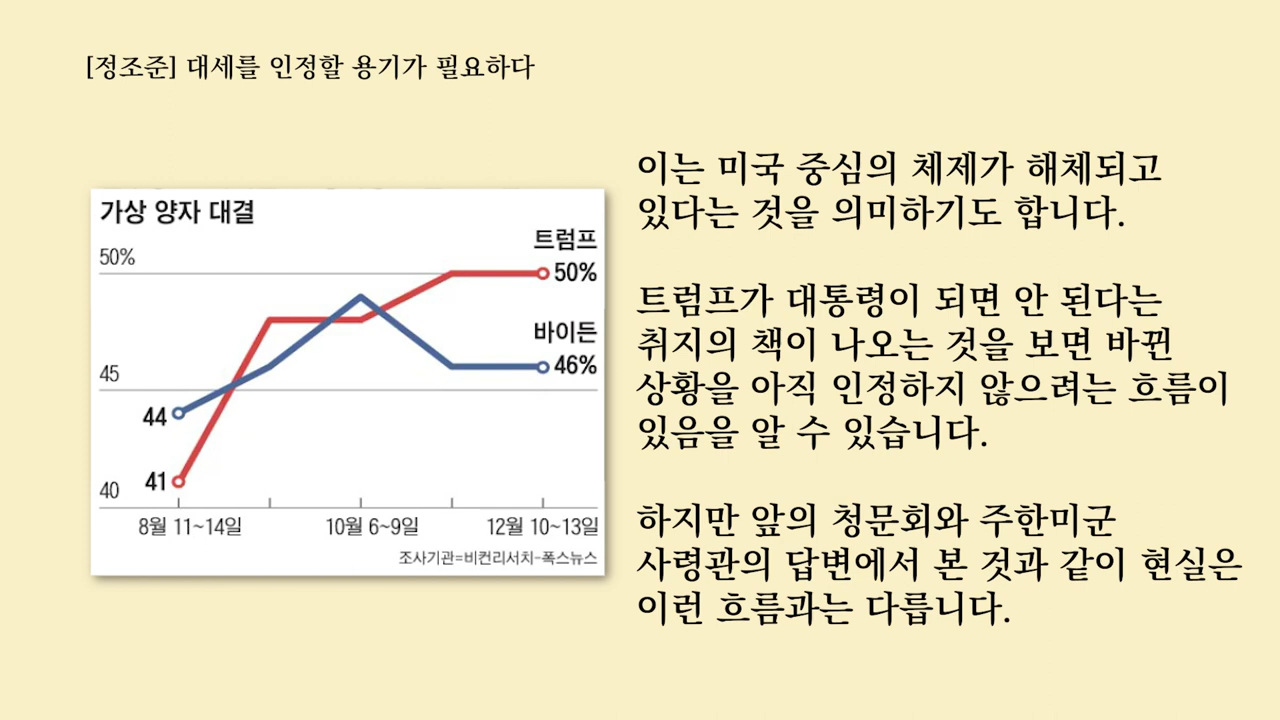 [정조준] 대세를 인정할 용기가 필요하다
가상 양자 대결
50%
트럼프
50%
바이든
46%
45
44
41
40
8월 11~14일
10월 6~9일
12월 10~13일
조사기관=비컨리서치-폭스뉴스
이는 미국 중심의 체제가 해체되고
있다는 것을 의미하기도 합니다.
트럼프가 대통령이 되면 안 된다는
취지의 책이 나오는 것을 보면 바뀐
상황을 아직 인정하지 않으려는 흐름이
있음을 알 수 있습니다.
하지만 앞의 청문회와 주한미군
사령관의 답변에서 본 것과 같이 현실은
이런 흐름과는 다릅니다.